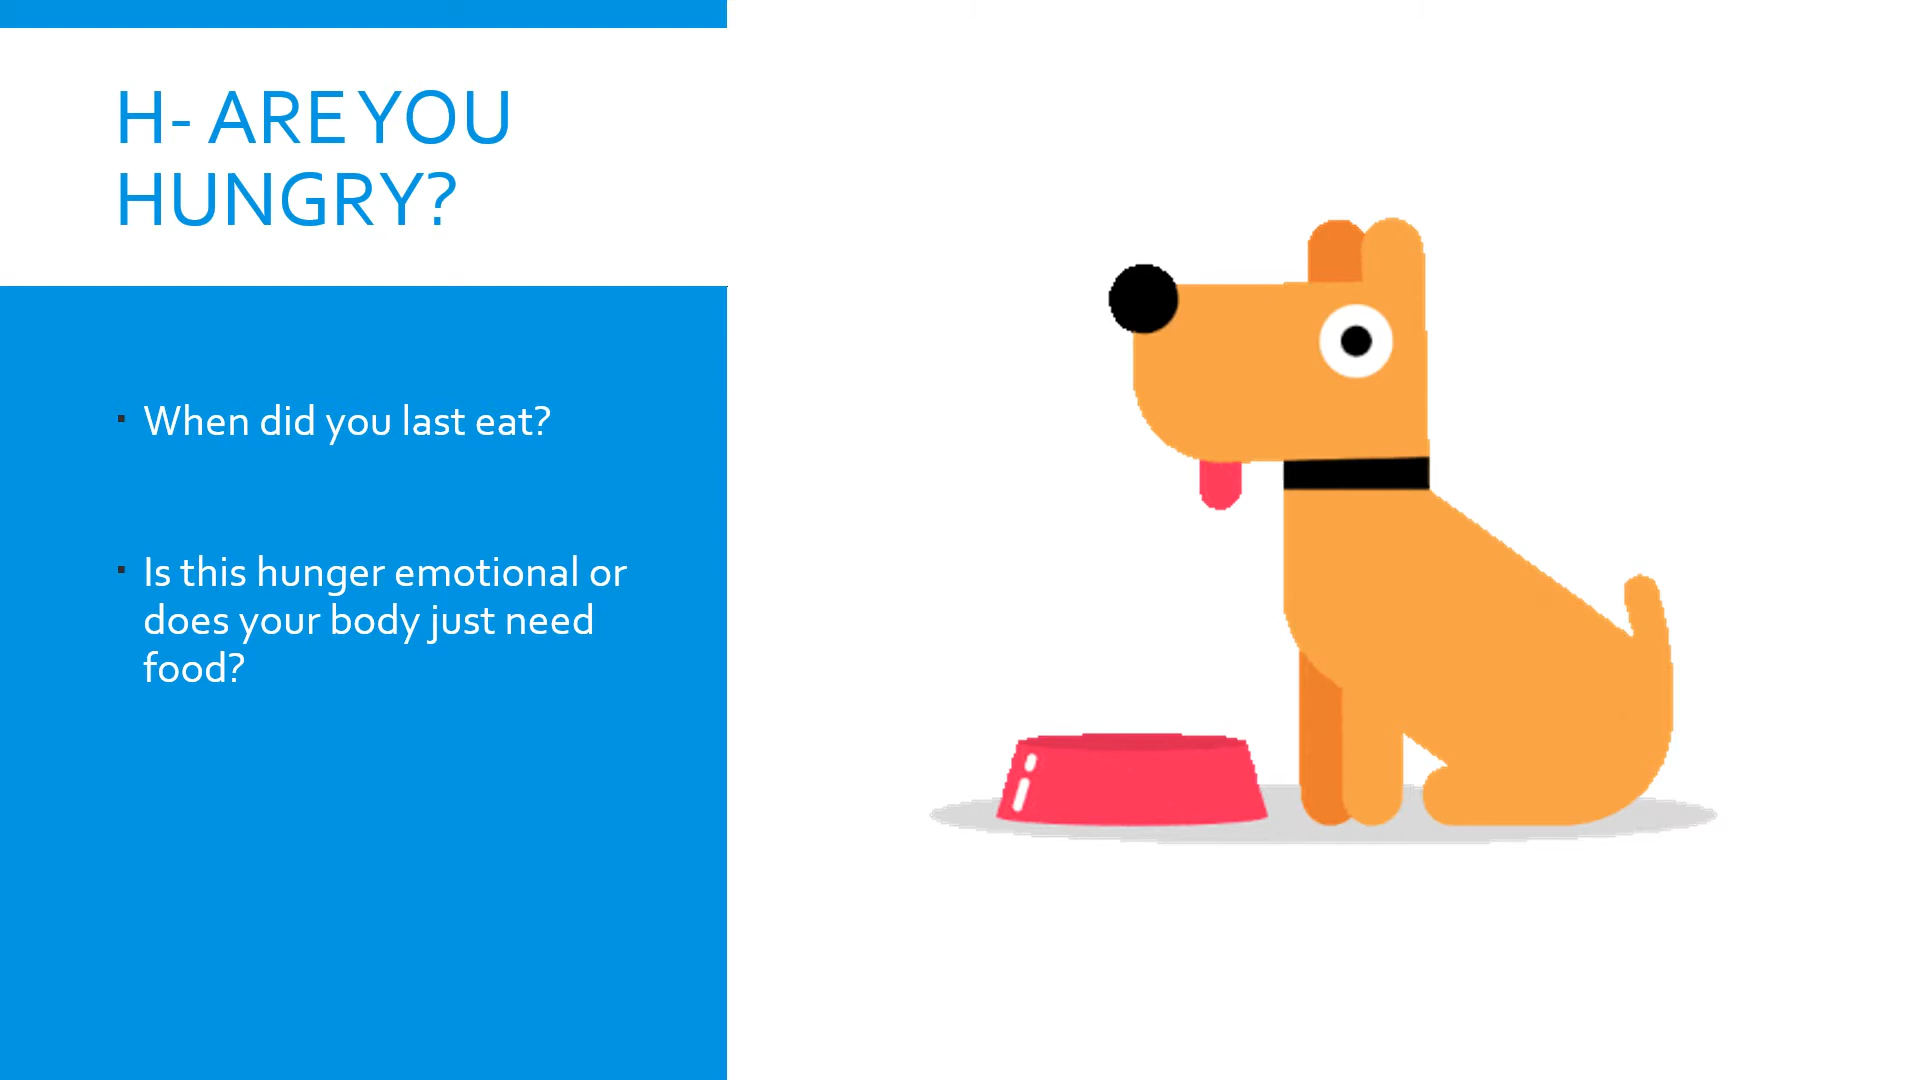 H- ARE YOU
HUNGRY?
▪ When did you last eat?
▪ Is this hunger emotional or
does your body just need
food?